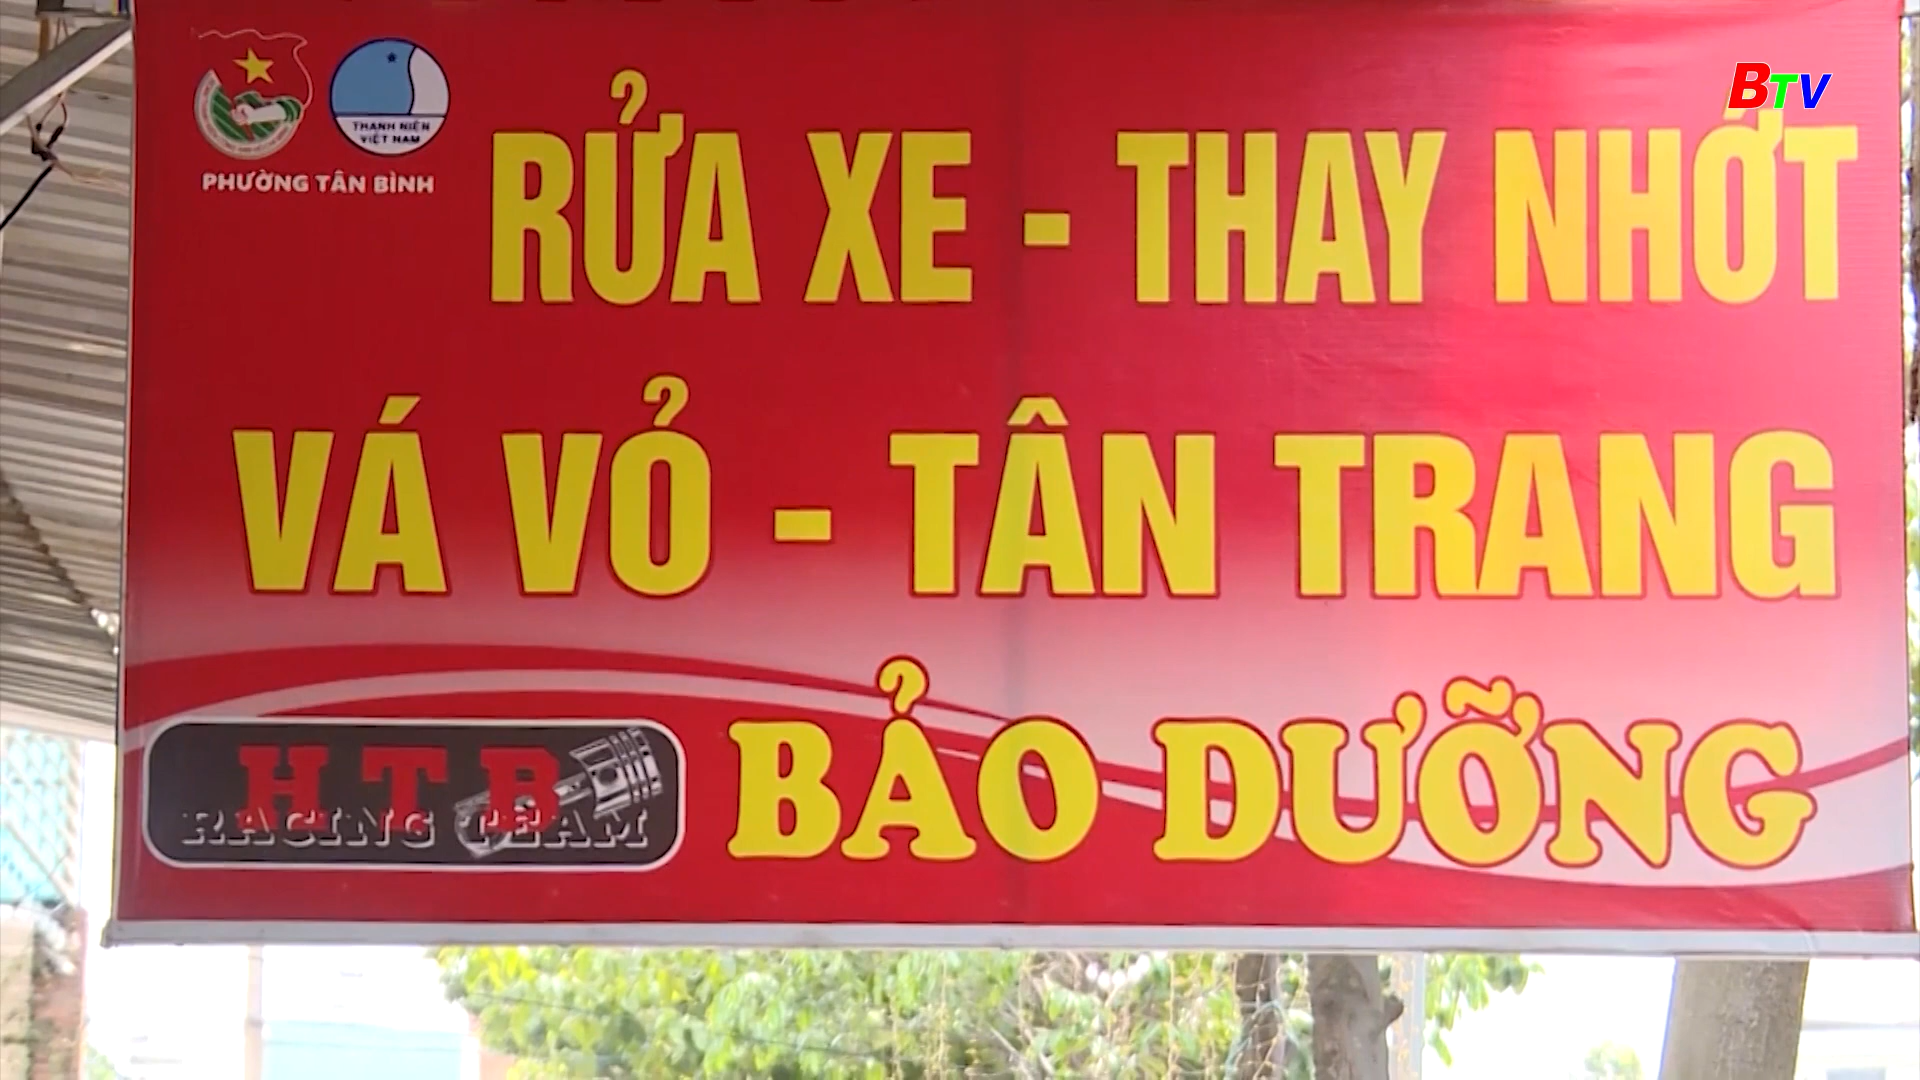 BTV
THANH NIÊN
VIỆT NAM
PHƯỜNG TÂN BÌNH
RỬA XE - THAY NHỚT
VÁ VỎ - TÂN TRANG
HTB
RACING TEAM
BẢO DƯỠNG